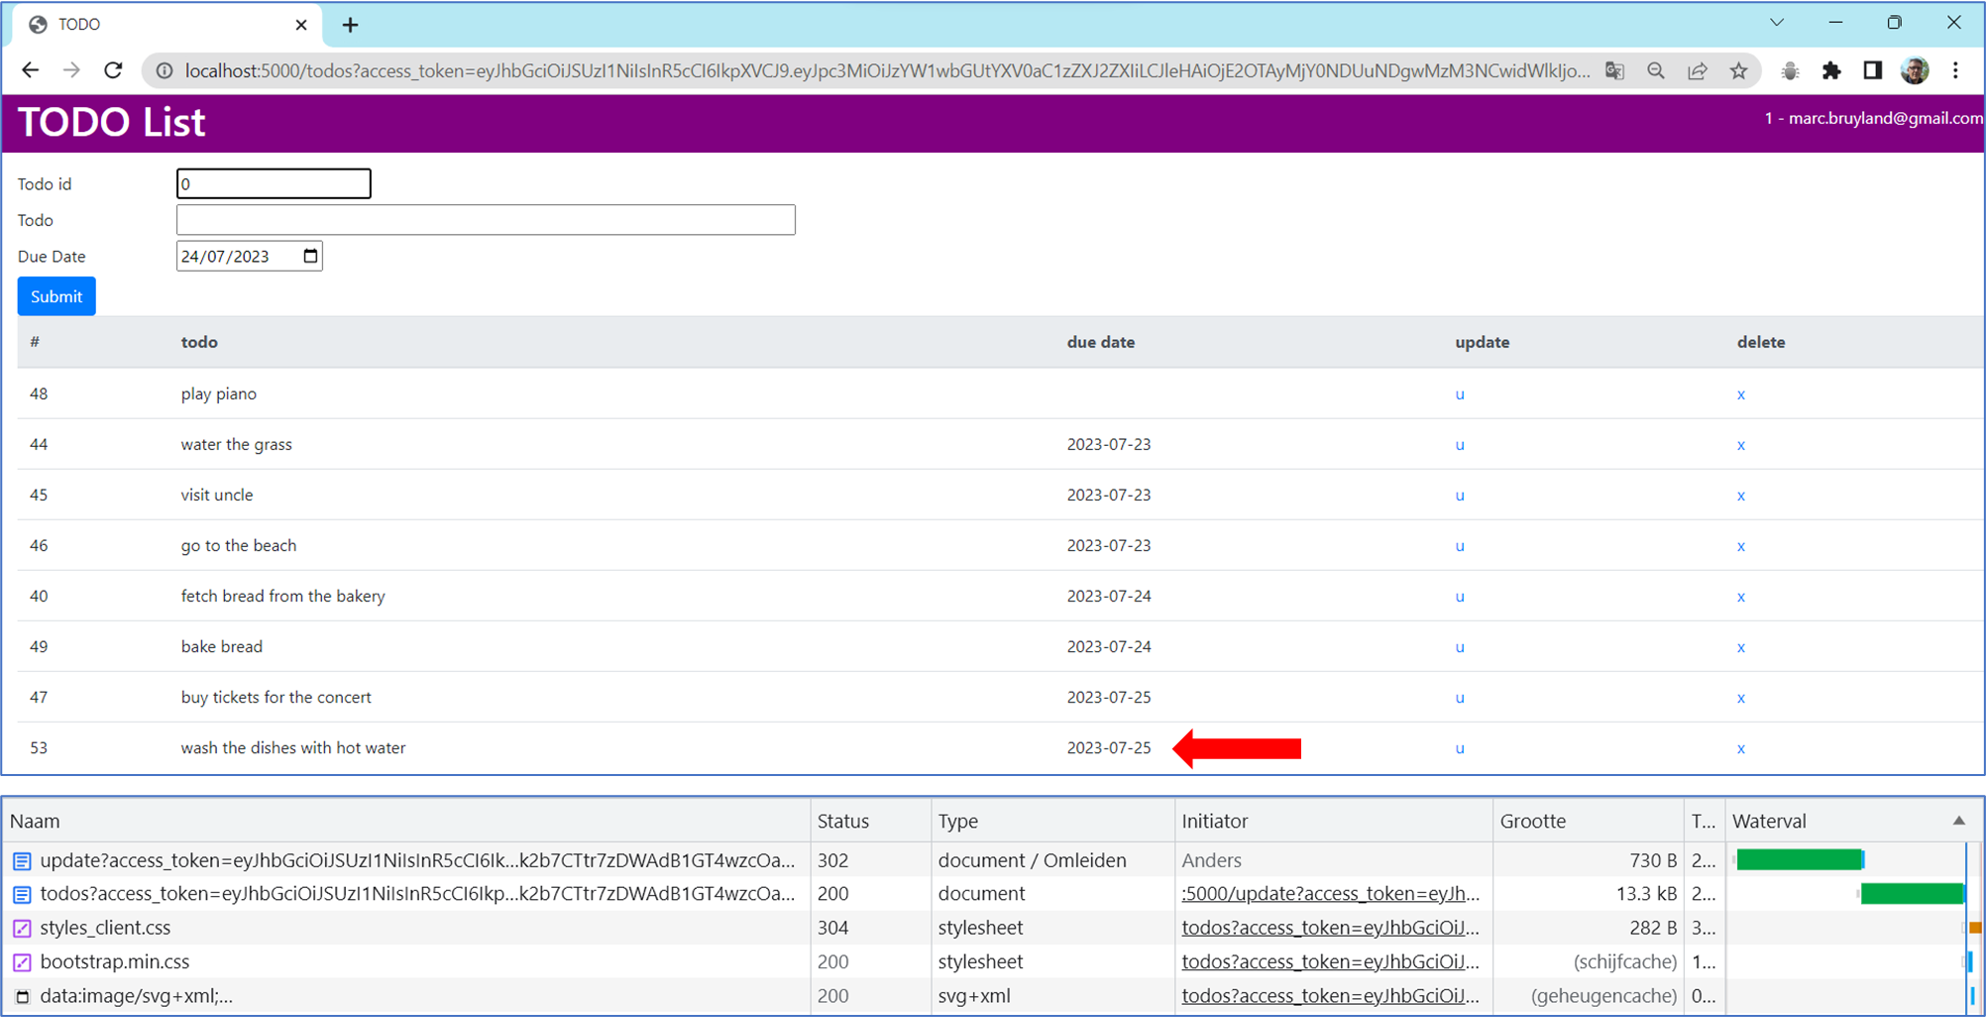 TODO
localhost:5000/todos?access_token=eyJhbGciOiJSUzI1NiIsInR5cCI6IkpXVCJ9.eyJpc3MiOiJzYW1wbGUtYXV0aC1zZXJ2ZXIiLCJleHAiOjE2OTAyMjY0NDUuNDgwMzM3NCwidWlkIjo...
TODO List
1 - marc.bruyland@gmail.com
Todo id 0
Todo
Due Date 24/07/2023
Submit
# todo due date update delete
48 play piano u x
44 water the grass 2023-07-23 u x
45 visit uncle 2023-07-23 u x
46 go to the beach 2023-07-23 u x
40 fetch bread from the bakery 2023-07-24 u x
49 bake bread 2023-07-24 u x
47 buy tickets for the concert 2023-07-25 u x
53 wash the dishes with hot water 2023-07-25 u x
Naam Status Type Initiator Grootte T... Waterval
update?access_token=eyJhbGciOiJSUzI1NiIsInR5cCI6Ik...k2b7CTtr7zDWAdB1GT4wzcOa... 302 document / Omleiden Anders 730 B 2...
todos?access_token=eyJhbGciOiJSUzI1NiIsInR5cCI6Ikp...k2b7CTtr7zDWAdB1GT4wzcOa... 200 document :5000/update?access_token=eyJh... 13.3 kB 2...
styles_client.css 304 stylesheet todos?access_token=eyJhbGciOiJ... 282 B 3...
bootstrap.min.css 200 stylesheet todos?access_token=eyJhbGciOiJ... (schijfcache) 1...
data:image/svg+xml;... 200 svg+xml todos?access_token=eyJhbGciOiJ... (geheugencache) 0...